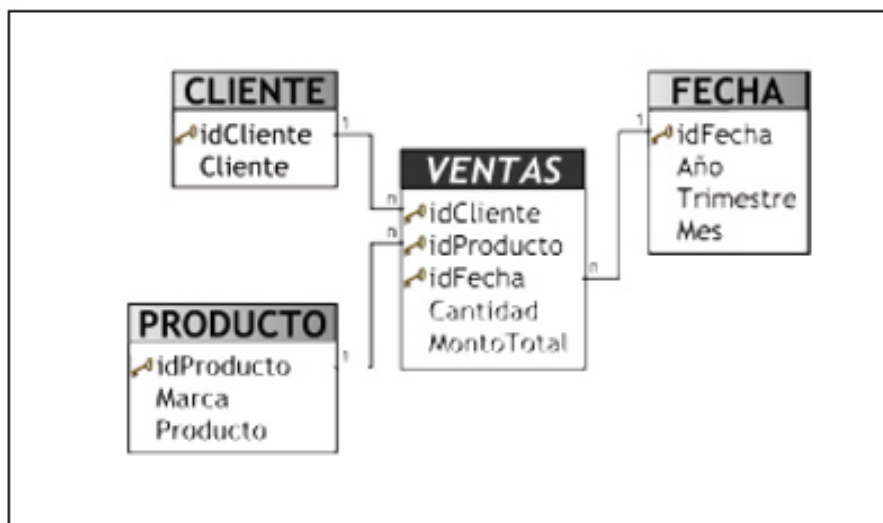 CLIENTE
idCliente
Cliente
1
n
VENTAS
idCliente
idProducto
idFecha
Cantidad
MontoTotal
n
n
1
FECHA
idFecha
Año
Trimestre
Mes
1
PRODUCTO
idProducto
Marca
Producto